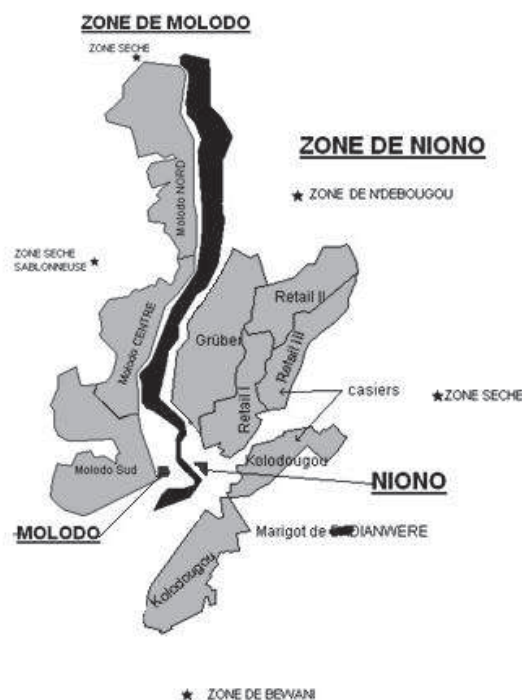 ZONE DE MOLODO
ZONE SECHE
ZONE DE NIONO
Molodo NORD
ZONE DE N'DEBOUGOU
ZONE SECHE
SABLONNEUSE
Retail II
Molodo CENTRE
Grüber
Retail III
casiers
ZONE SECHE
Retail I
Kolodougou
Molodo Sud
NIONO
MOLODO
Marigot de DIANWERE
Kolodougou
ZONE DE BEWANI